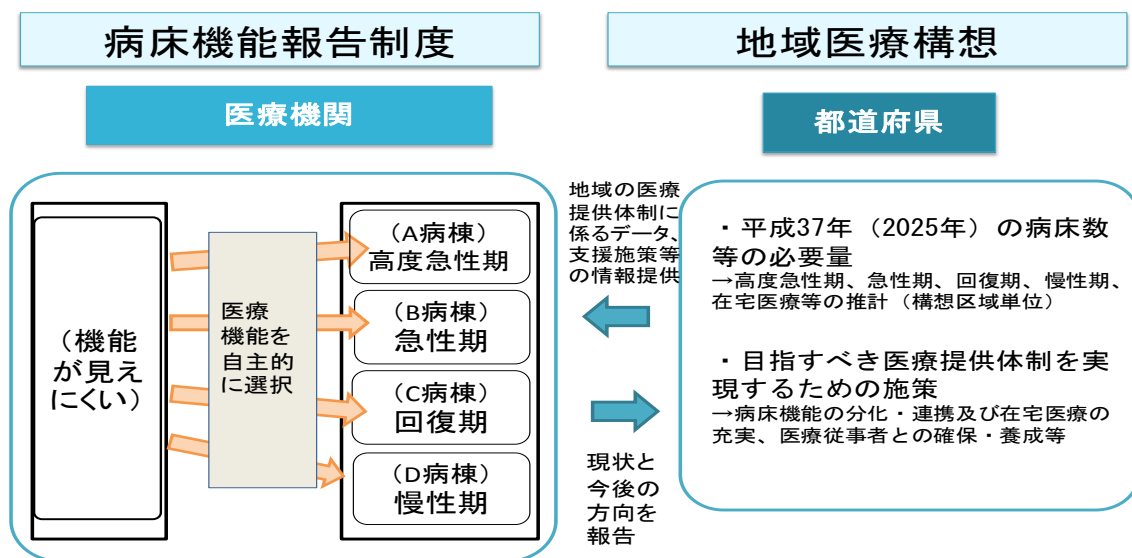 病床機能報告制度
医療機関
(機能
が見え
にくい)
医療
機能を
自主的
に選択
(A病棟)
高度急性期
(B病棟)
急性期
(C病棟)
回復期
(D病棟)
慢性期
地域の医療
提供体制に
係るデータ、
支援施策等
の情報提供
現状と
今後の
方向を
報告
地域医療構想
都道府県
・平成37年(2025年)の病床数
等の必要量
→高度急性期、急性期、回復期、慢性期、
在宅医療等の推計(構想区域単位)
・目指すべき医療提供体制を実
現するための施策
→病床機能の分化・連携及び在宅医療の
充実、医療従事者との確保・養成等